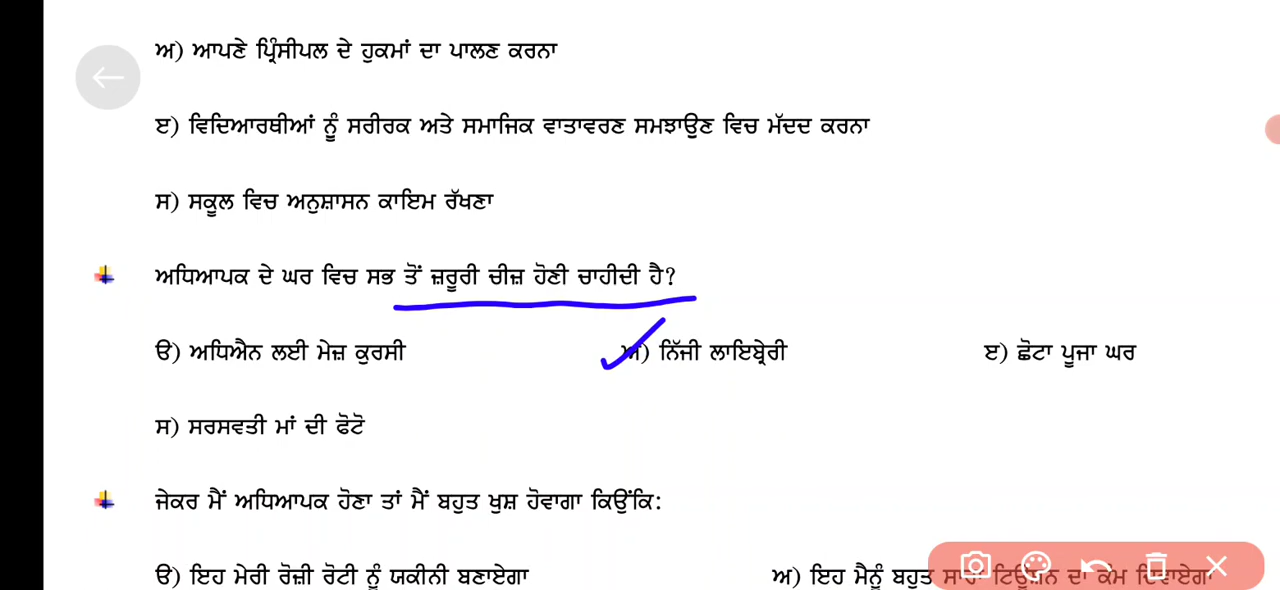 ਅ) ਆਪਣੇ ਪ੍ਰਿੰਸੀਪਲ ਦੇ ਹੁਕਮਾਂ ਦਾ ਪਾਲਣ ਕਰਨਾ
ੲ) ਵਿਦਿਆਰਥੀਆਂ ਨੂੰ ਸਰੀਰਕ ਅਤੇ ਸਮਾਜਿਕ ਵਾਤਾਵਰਣ ਸਮਝਾਉਣ ਵਿਚ ਮੱਦਦ ਕਰਨਾ
ਸ) ਸਕੂਲ ਵਿਚ ਅਨੁਸ਼ਾਸਨ ਕਾਇਮ ਰੱਖਣਾ
ਅਧਿਆਪਕ ਦੇ ਘਰ ਵਿਚ ਸਭ ਤੋਂ ਜ਼ਰੂਰੀ ਚੀਜ਼ ਹੋਣੀ ਚਾਹੀਦੀ ਹੈ?
ੳ) ਅਧਿਐਨ ਲਈ ਮੇਜ਼ ਕੁਰਸੀ ਅ) ਨਿੱਜੀ ਲਾਇਬ੍ਰੇਰੀ ੲ) ਛੋਟਾ ਪੂਜਾ ਘਰ
ਸ) ਸਰਸਵਤੀ ਮਾਂ ਦੀ ਫੋਟੋ
ਜੇਕਰ ਮੈਂ ਅਧਿਆਪਕ ਹੋਣਾ ਤਾਂ ਮੈਂ ਬਹੁਤ ਖੁਸ਼ ਹੋਵਾਗਾ ਕਿਉਂਕਿ:
ੳ) ਇਹ ਮੇਰੀ ਰੋਜ਼ੀ ਰੋਟੀ ਨੂੰ ਯਕੀਨੀ ਬਣਾਏਗਾ ਅ) ਇਹ ਮੈਨੂੰ ਬਹੁਤ ਸਾਰਾ ਟਿਊਸ਼ਨ ਦਾ ਕੰਮ ਦਿਵਾਏਗਾ